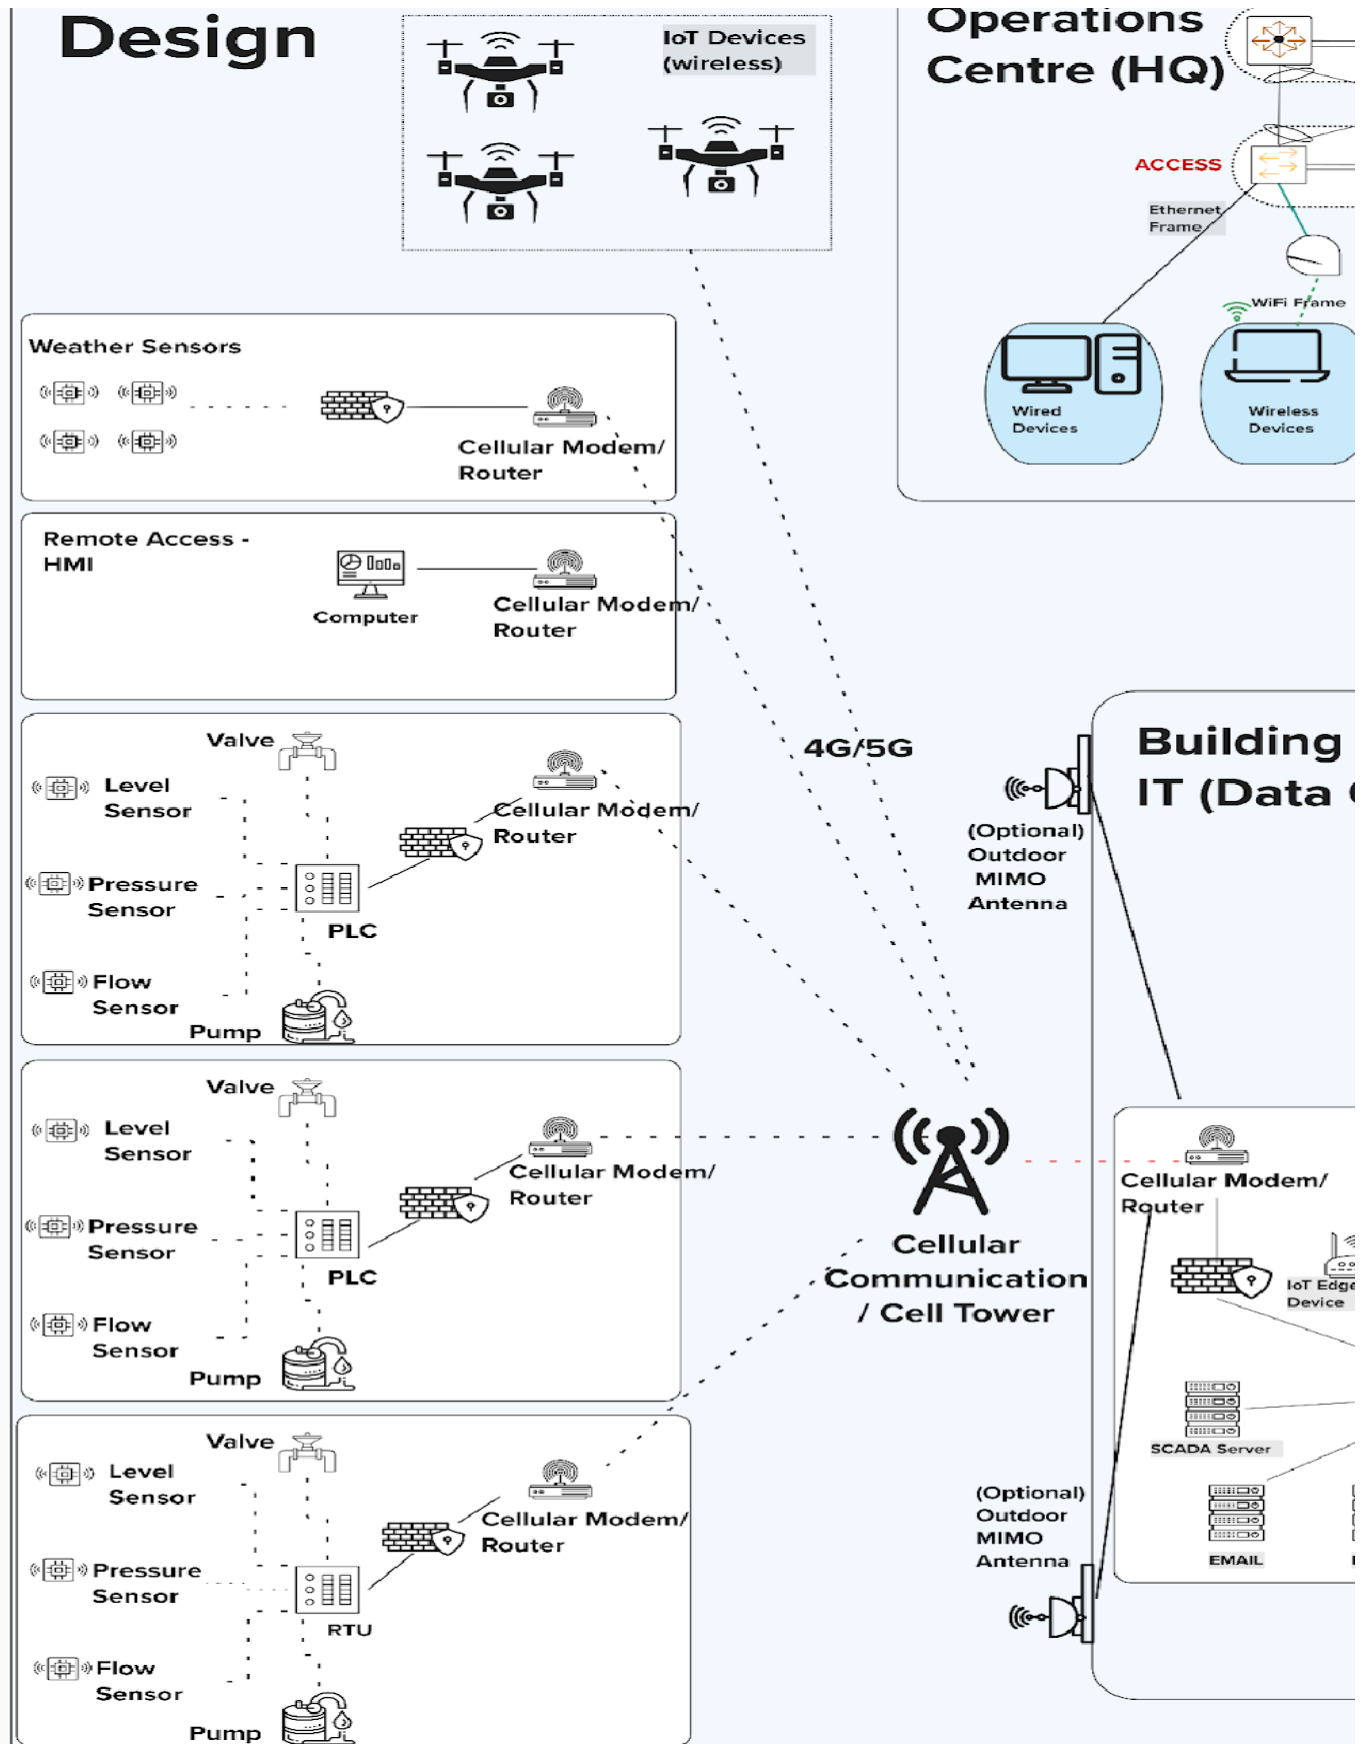 Design
IoT Devices
(wireless)
Operations
Centre (HQ)
ACCESS
Ethernet
Frame
WiFi Frame
Wired
Devices
Wireless
Devices
Weather Sensors
Cellular Modem/
Router
Remote Access -
HMI
Computer
Cellular Modem/
Router
4G/5G
Valve
Level
Sensor
Cellular Modem/
Router
Pressure
Sensor
PLC
Flow
Sensor
Pump
Building
IT (Data
(Optional)
Outdoor
MIMO
Antenna
Valve
Level
Sensor
Cellular Modem/
Router
Pressure
Sensor
PLC
Flow
Sensor
Pump
Cellular
Communication
/ Cell Tower
Cellular Modem/
Router
IoT Edge
Device
SCADA Server
EMAIL
(Optional)
Outdoor
MIMO
Antenna
Valve
Level
Sensor
Cellular Modem/
Router
Pressure
Sensor
RTU
Flow
Sensor
Pump